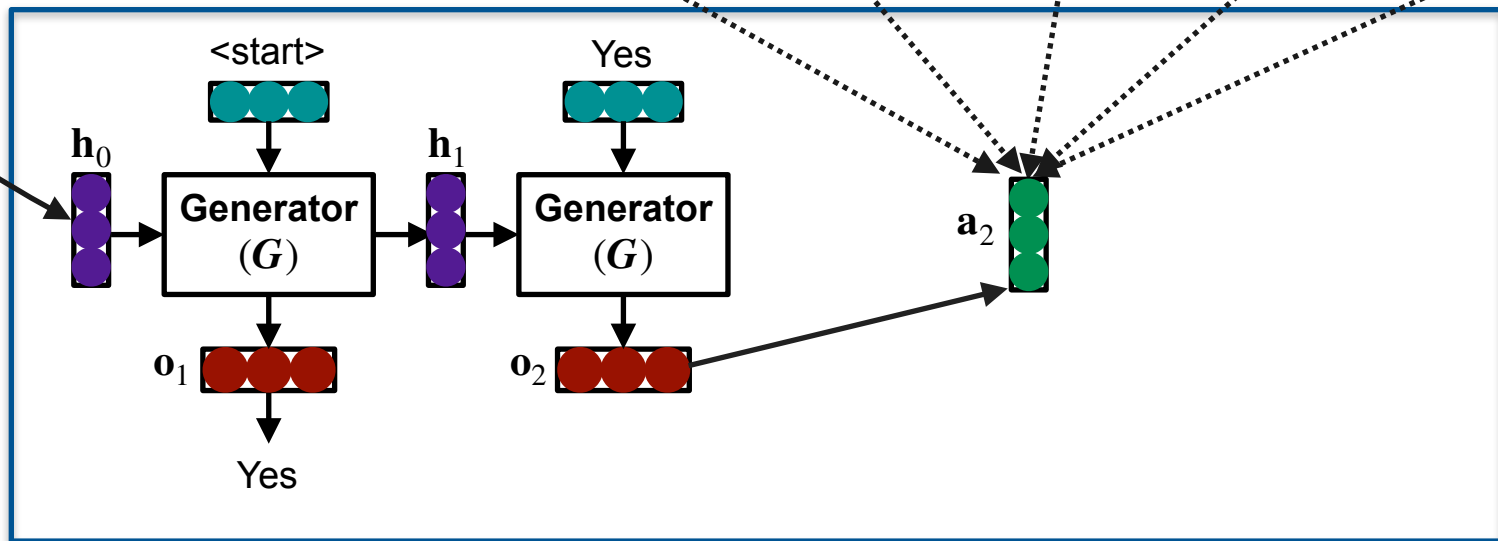 <start> Yes
h₀ h₁
Generator Generator
(G) (G)
a₂
o₁ o₂
Yes